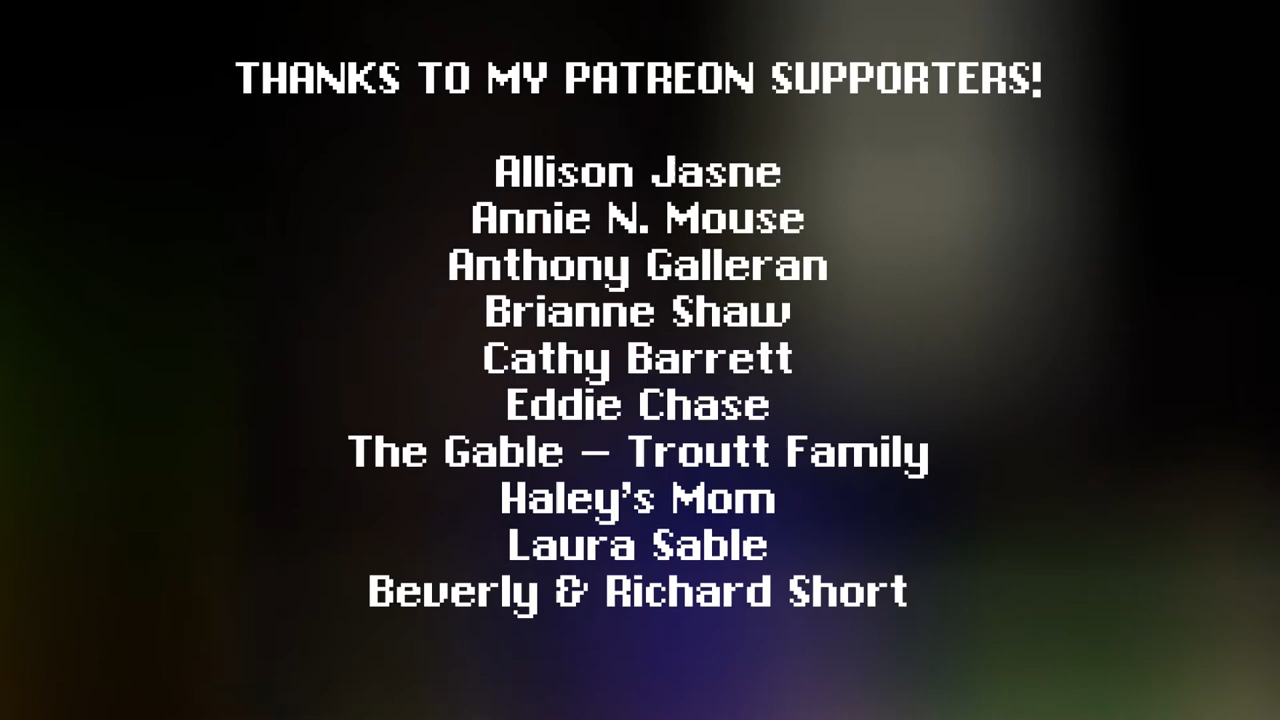 THANKS TO MY PATREON SUPPORTERS!
Allison Jasne
Annie N. Mouse
Anthony Galleran
Brianne Shaw
Cathy Barrett
Eddie Chase
The Gable – Troutt Family
Haley's Mom
Laura Sable
Beverly & Richard Short